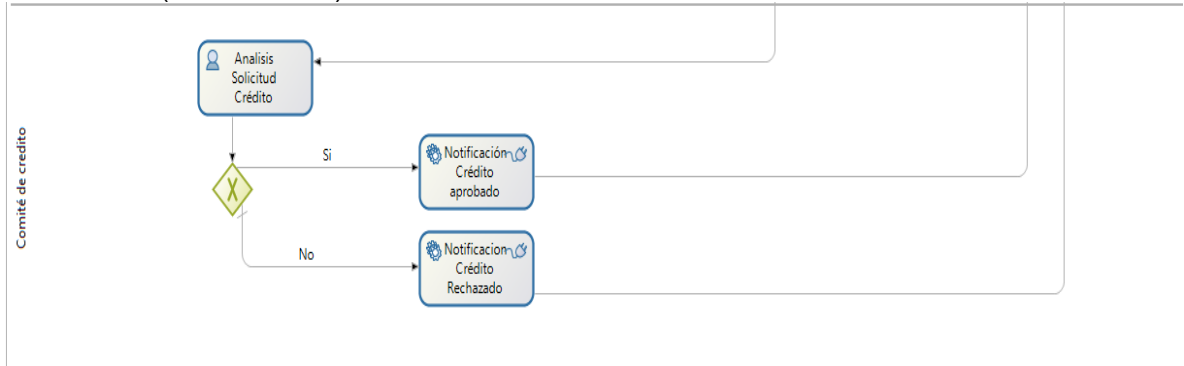 Analisis
Solicitud
Crédito
Comité de credito
Si
Notificación
Crédito
aprobado
No
Notificacion
Crédito
Rechazado